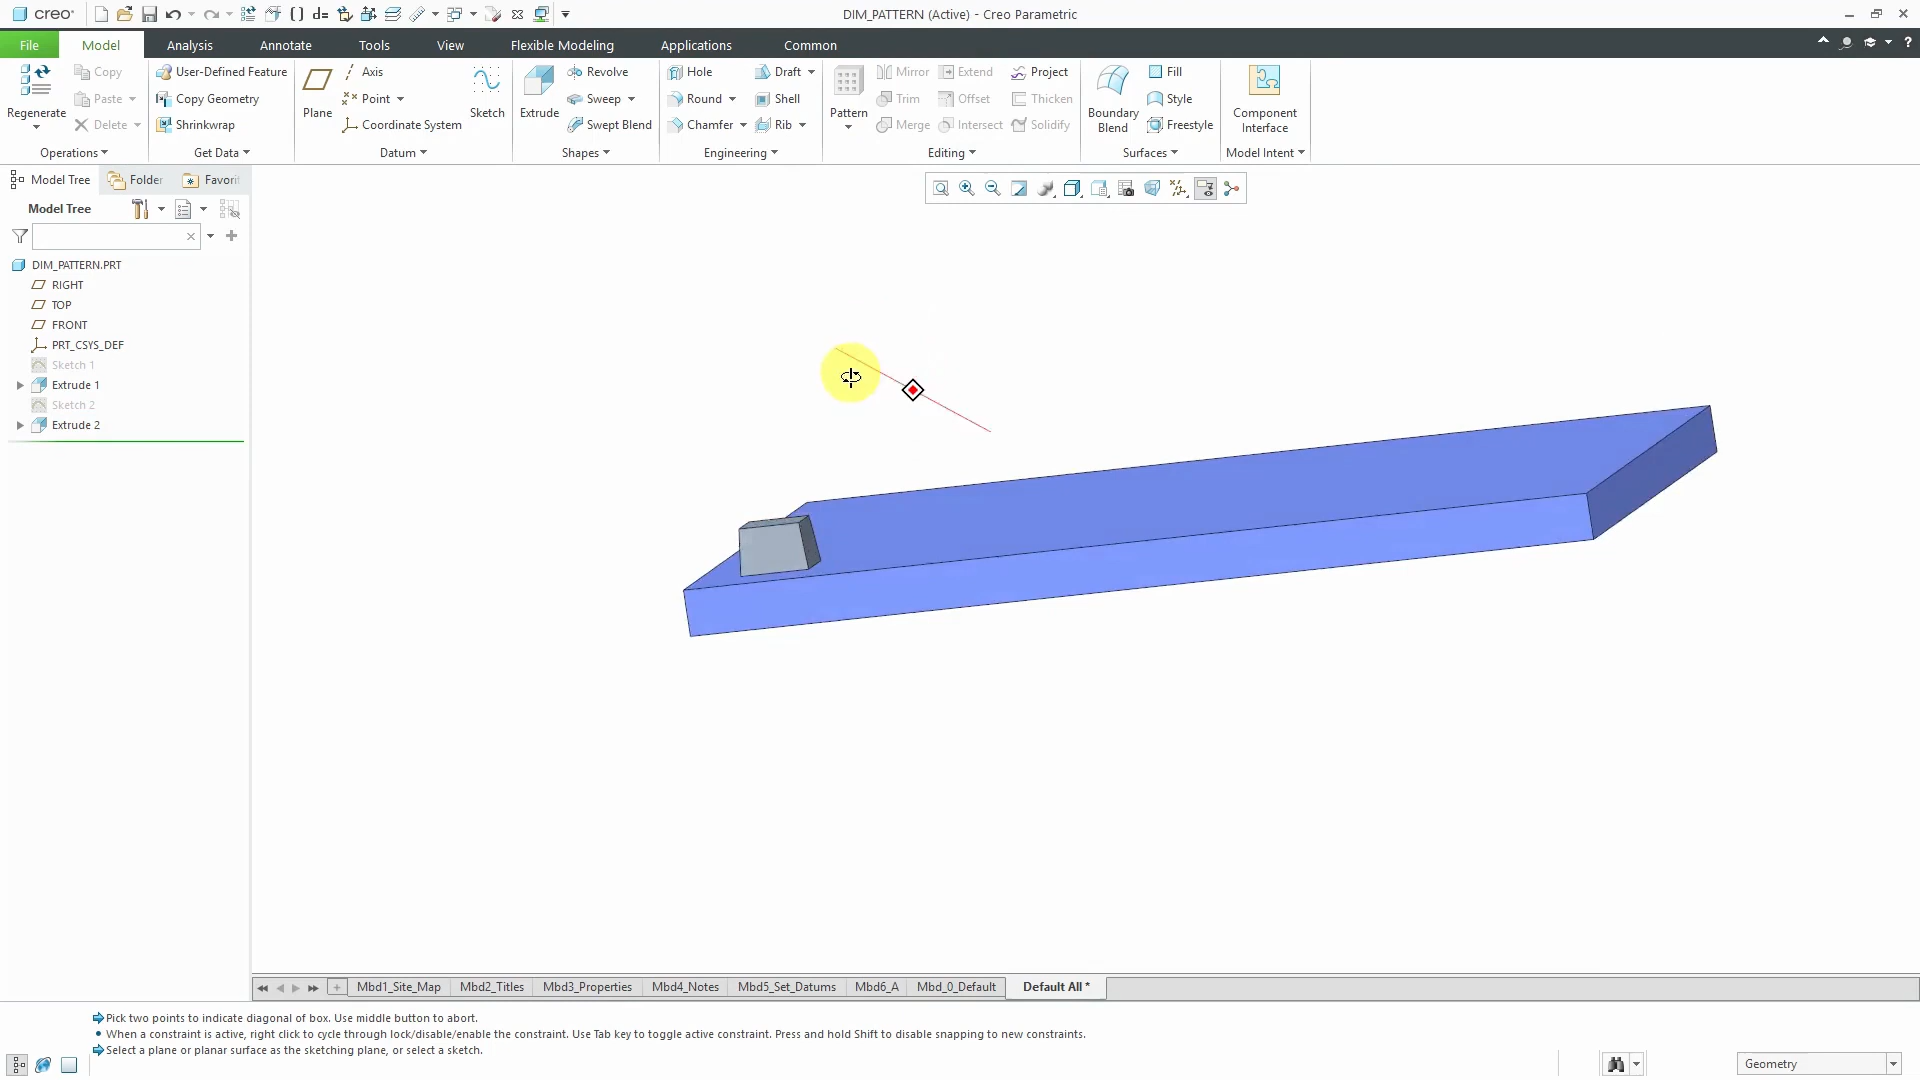 creo
d=
DIM_PATTERN (Active) - Creo Parametric
File
Model
Analysis
Annotate
Tools
View
Flexible Modeling
Applications
Common
?
Regenerate
Copy
Paste
Delete
Operations
User-Defined Feature
Copy Geometry
Shrinkwrap
Get Data
Plane
Axis
Point
Coordinate System
Sketch
Datum
Extrude
Revolve
Sweep
Swept Blend
Shapes
Hole
Round
Chamfer
Draft
Shell
Rib
Engineering
Pattern
Mirror
Trim
Merge
Extend
Offset
Intersect
Project
Thicken
Solidify
Editing
Boundary
Blend
Fill
Style
Freestyle
Surfaces
Component
Interface
Model Intent
Model Tree
Folder
Favori
Model Tree
DIM_PATTERN.PRT
RIGHT
TOP
FRONT
PRT_CSYS_DEF
Sketch 1
Extrude 1
Sketch 2
Extrude 2
Mbd1_Site_Map
Mbd2_Titles
Mbd3_Properties
Mbd4_Notes
Mbd5_Set_Datums
Mbd6_A
Mbd_0_Default
Default All *
Pick two points to indicate diagonal of box. Use middle button to abort.
• When a constraint is active, right click to cycle through lock/disable/enable the constraint. Use Tab key to toggle active constraint. Press and hold Shift to disable snapping to new constraints.
Select a plane or planar surface as the sketching plane, or select a sketch.
Geometry